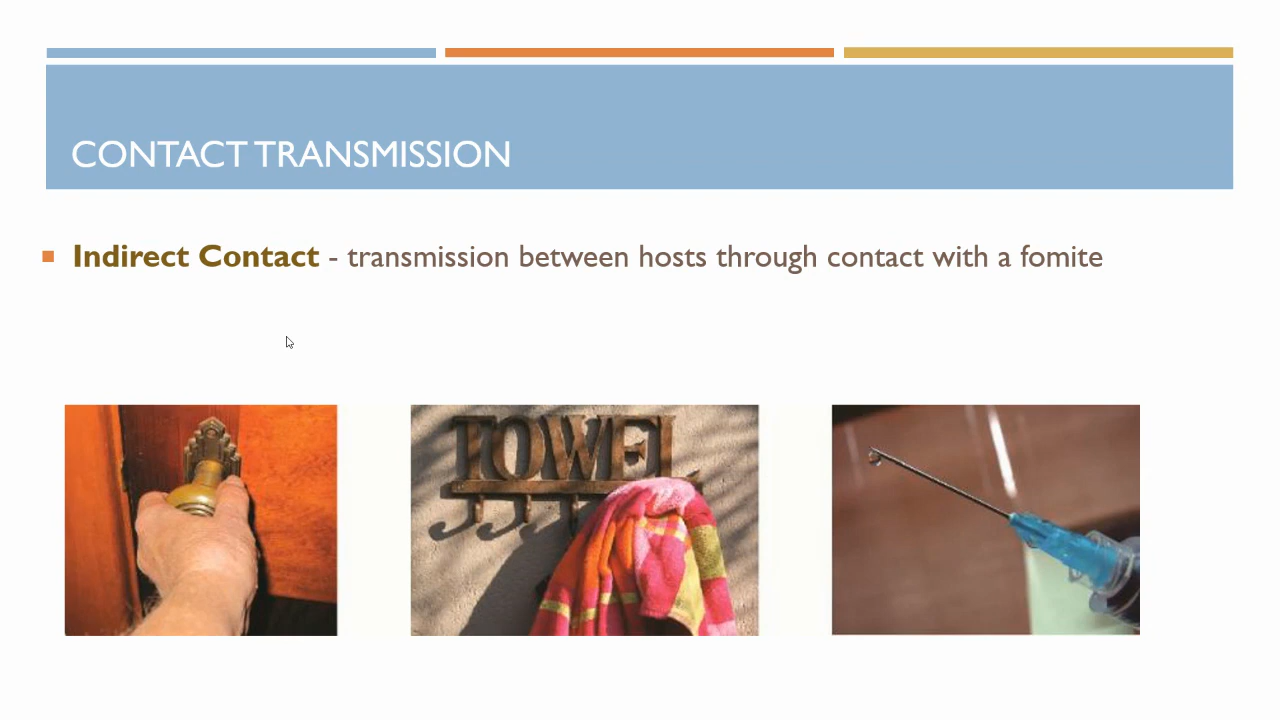 CONTACT TRANSMISSION
Indirect Contact - transmission between hosts through contact with a fomite
TOWEL